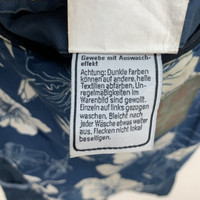 Gewebe mit Auswasch-
effekt
Achtung: Dunkle Farben
können auf andere, helle
Textilien abfärben. Un-
regelmäßigkeiten im
Warenbild sind gewollt.
Einzeln auf links gezogen
waschen. Bleicht nach
jeder Wäsche etwas weiter
aus. Flecken nicht lokal
beseitigen.